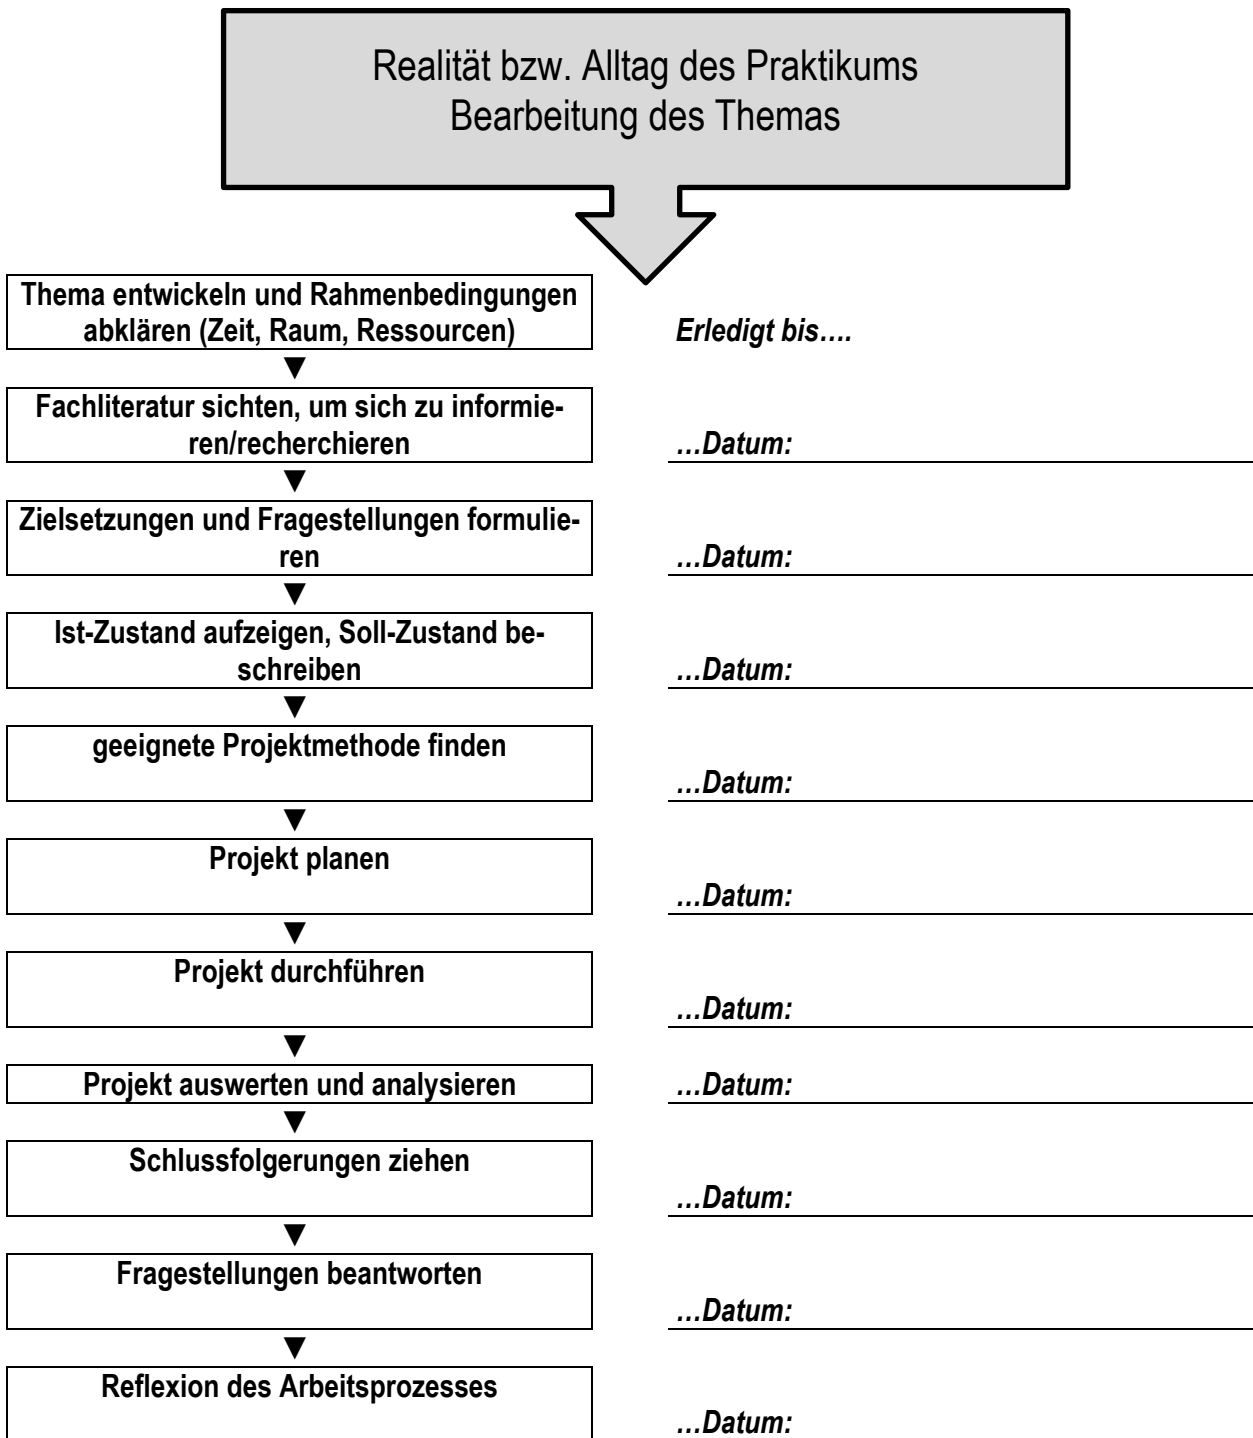 Realität bzw. Alltag des Praktikums
Bearbeitung des Themas
Thema entwickeln und Rahmenbedingungen
abklären (Zeit, Raum, Ressourcen)
Erledigt bis….
Fachliteratur sichten, um sich zu informie-
ren/recherchieren
…Datum:
Zielsetzungen und Fragestellungen formulie-
ren
…Datum:
Ist-Zustand aufzeigen, Soll-Zustand be-
schreiben
…Datum:
geeignete Projektmethode finden
…Datum:
Projekt planen
…Datum:
Projekt durchführen
…Datum:
Projekt auswerten und analysieren
…Datum:
Schlussfolgerungen ziehen
…Datum:
Fragestellungen beantworten
…Datum:
Reflexion des Arbeitsprozesses
…Datum: